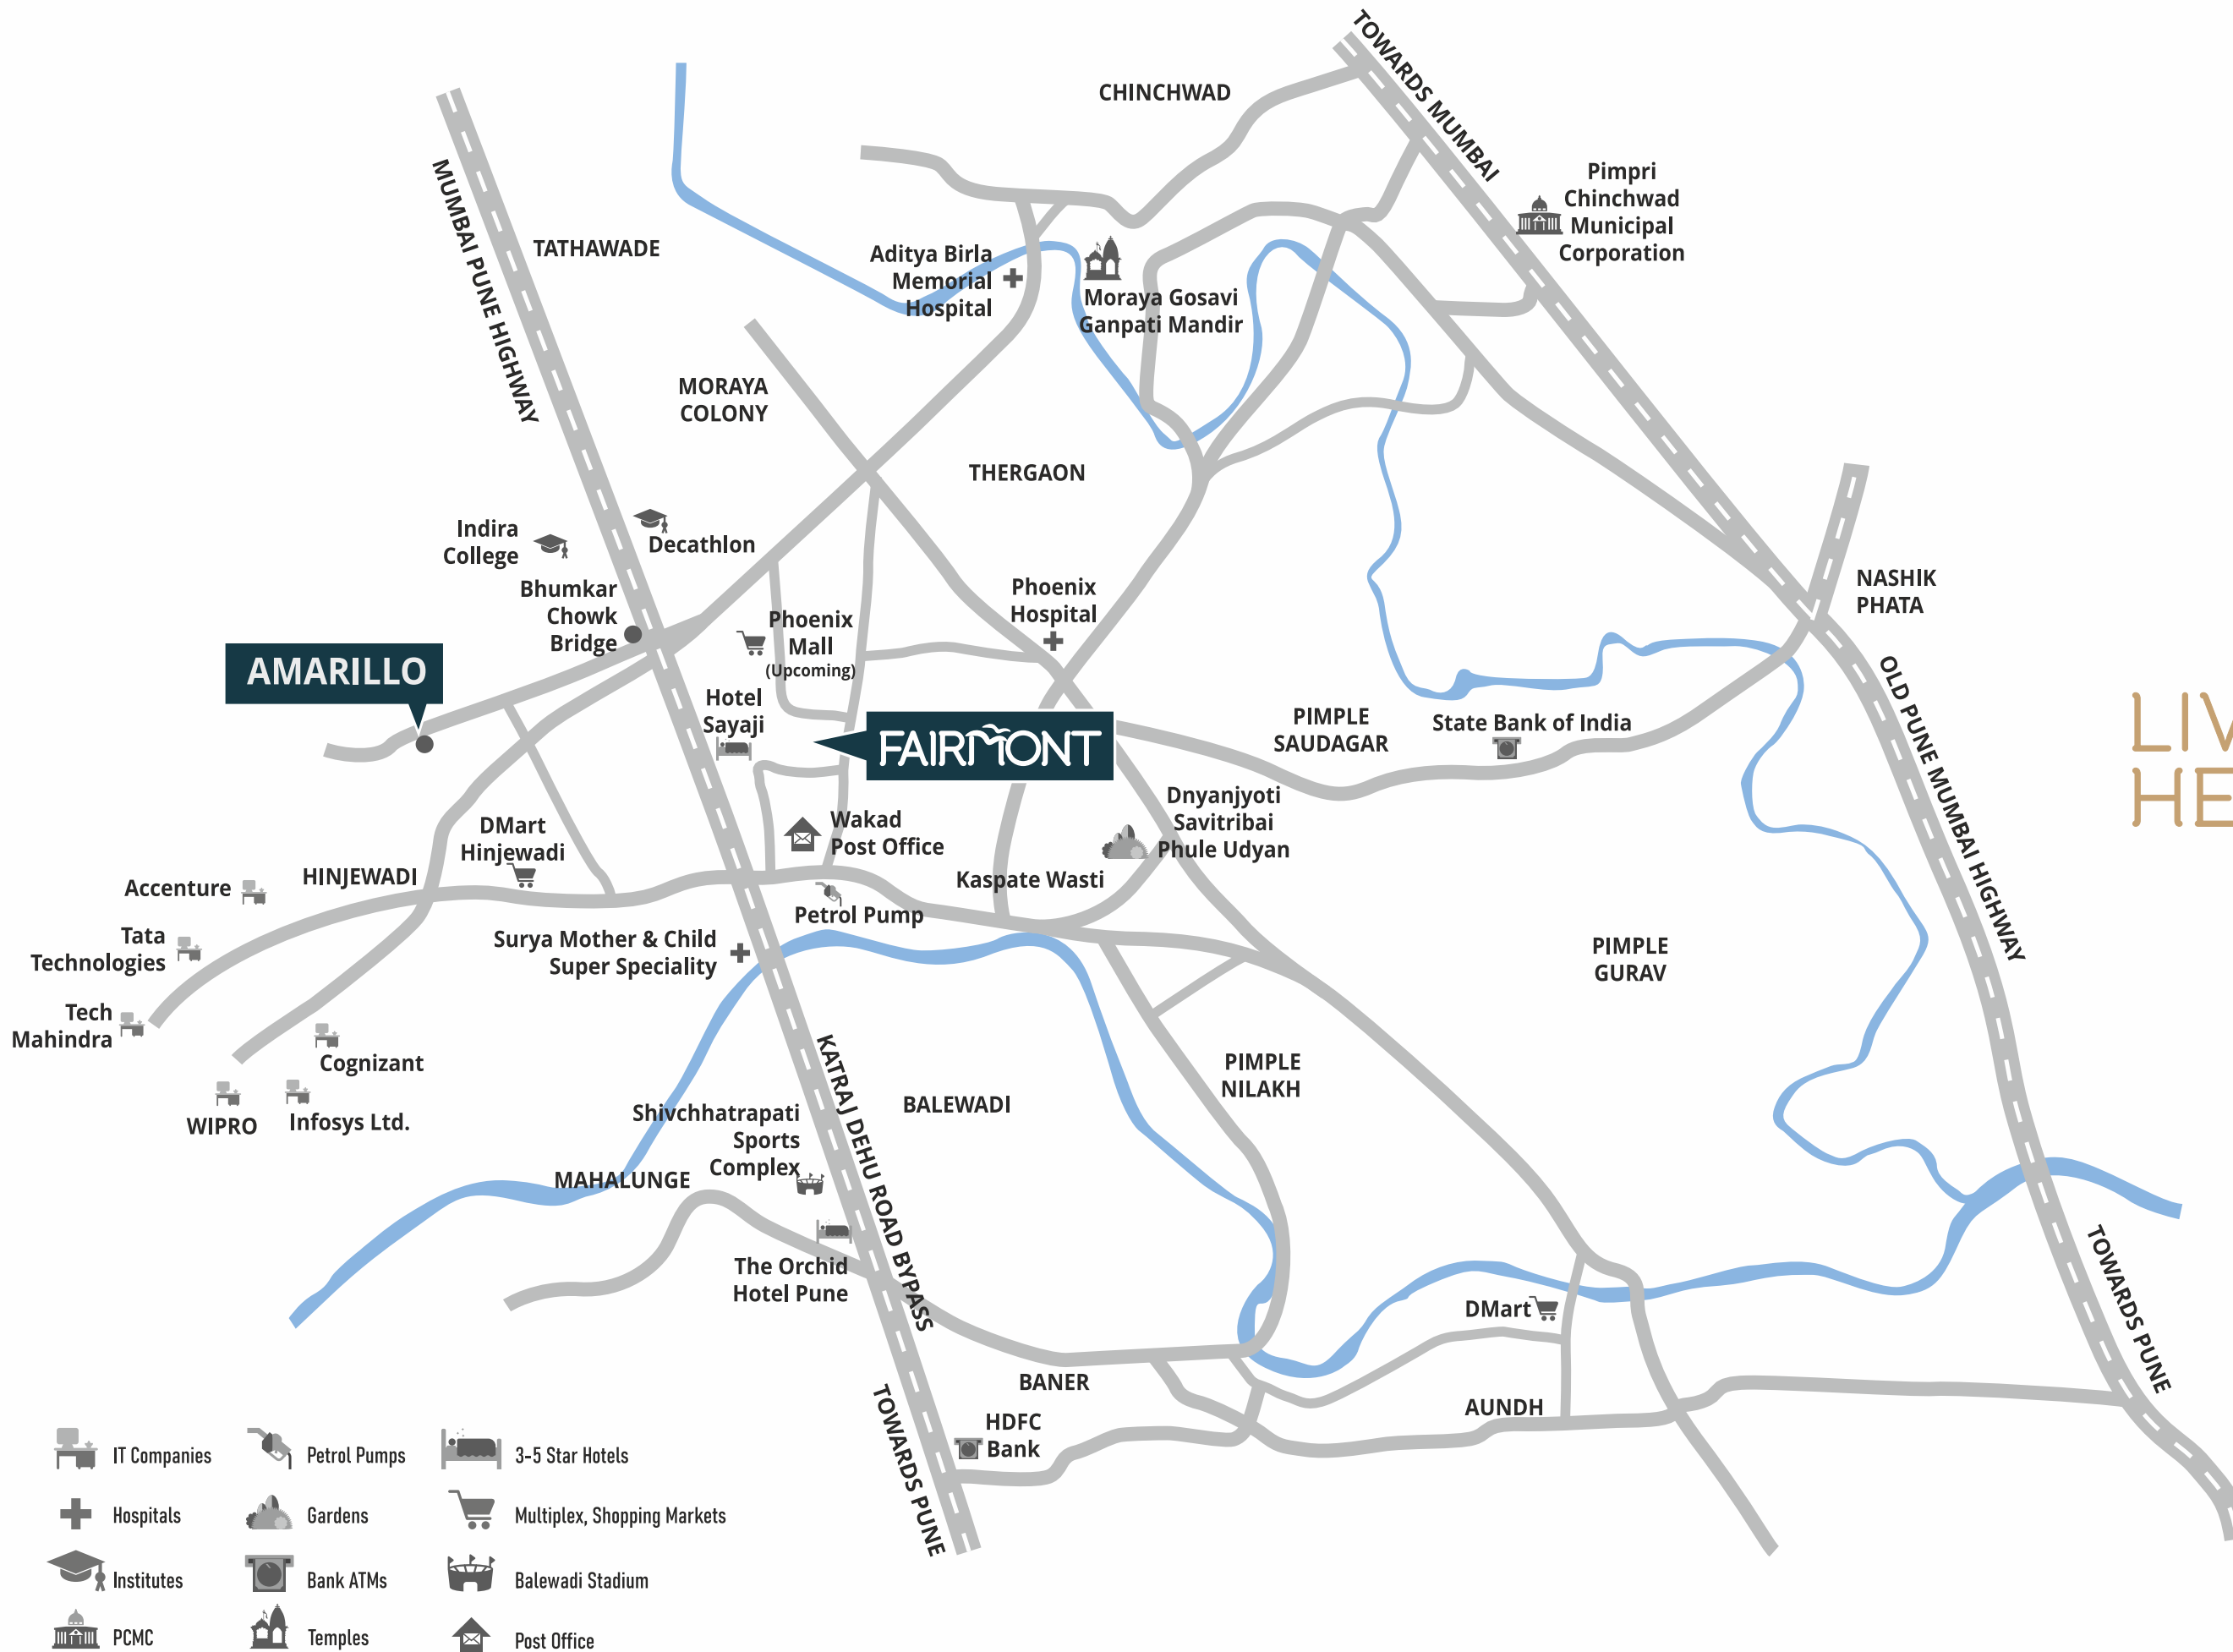 TOWARDS MUMBAI
CHINCHWAD
MUMBAI PUNE HIGHWAY
TATHAWADE
Pimpri
Chinchwad
Municipal
Corporation
Aditya Birla
Memorial
Hospital
Moraya Gosavi
Ganpati Mandir
MORAYA
COLONY
THERGAON
Indira
College
Decathlon
Bhumkar
Chowk
Bridge
Phoenix
Mall
(Upcoming)
Phoenix
Hospital
NASHIK
PHATA
AMARILLO
Hotel
Sayaji
FAIRMONT
PIMPLE
SAUDAGAR
State Bank of India
OLD PUNE MUMBAI HIGHWAY
LIV
HE
DMart
Hinjewadi
Wakad
Post Office
Dnyanjyoti
Savitribai
Phule Udyan
HINJEWADI
Accenture
Kaspate Wasti
Petrol Pump
Tata
Technologies
Surya Mother & Child
Super Speciality
PIMPLE
GURAV
Tech
Mahindra
Cognizant
WIPRO
Infosys Ltd.
KATRAJ DEHU ROAD BYPASS
BALEWADI
PIMPLE
NILAKH
Shivchhatrapati
Sports
Complex
MAHALUNGE
The Orchid
Hotel Pune
DMart
TOWARDS PUNE
BANER
AUNDH
HDFC
Bank
TOWARDS PUNE
IT Companies
Petrol Pumps
3-5 Star Hotels
Hospitals
Gardens
Multiplex, Shopping Markets
Institutes
Bank ATMs
Balewadi Stadium
PCMC
Temples
Post Office